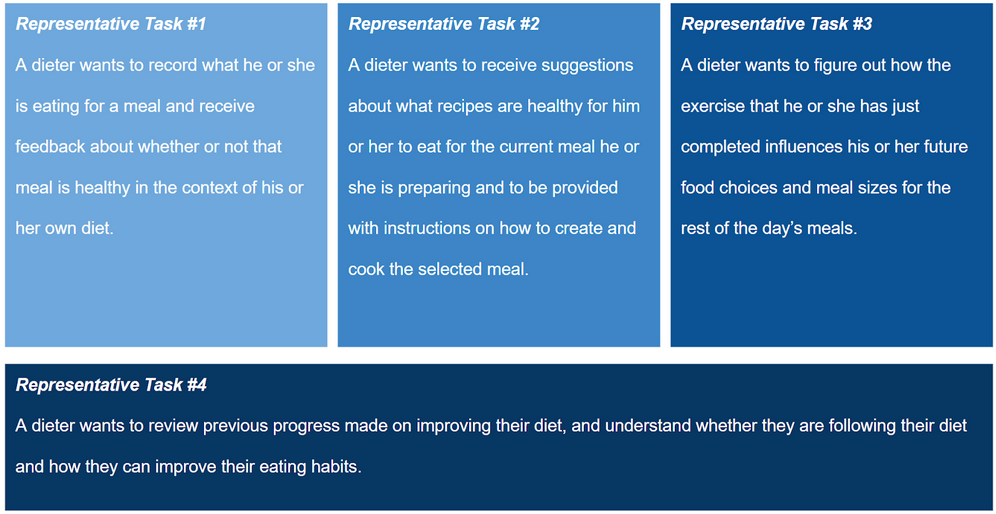 Representative Task #1
A dieter wants to record what he or she
is eating for a meal and receive
feedback about whether or not that
meal is healthy in the context of his or
her own diet.
Representative Task #2
A dieter wants to receive suggestions
about what recipes are healthy for him
or her to eat for the current meal he or
she is preparing and to be provided
with instructions on how to create and
cook the selected meal.
Representative Task #3
A dieter wants to figure out how the
exercise that he or she has just
completed influences his or her future
food choices and meal sizes for the
rest of the day’s meals.
Representative Task #4
A dieter wants to review previous progress made on improving their diet, and understand whether they are following their diet
and how they can improve their eating habits.